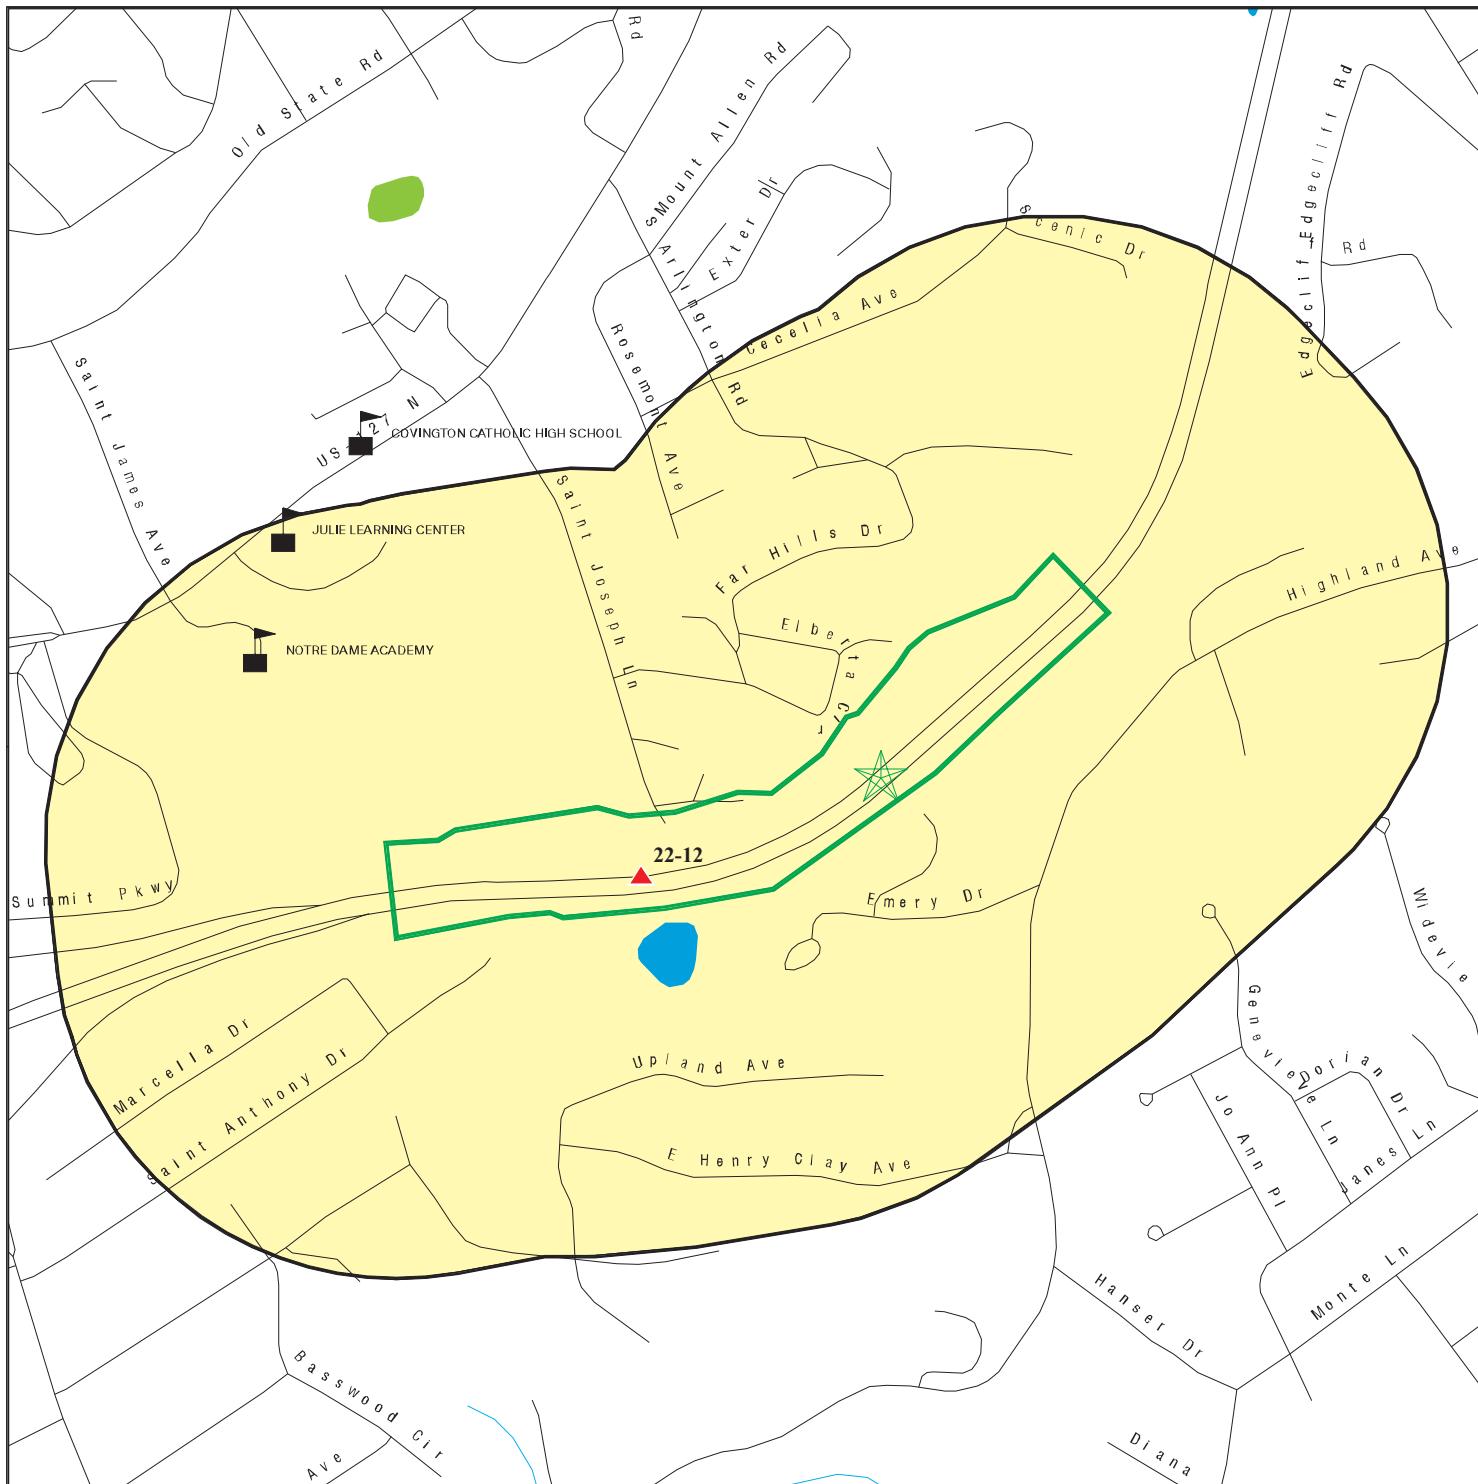 Rd
Old State Rd
Mount Allen Rd
Edgecliff Rd
Exter Dr
Scenic Dr
S Arlington Rd
f Rd
Edgeclif
Cecelia Ave
Rosemont Ave
Saint James Ave
US-127 N
COVINGTON CATHOLIC HIGH SCHOOL
JULIE LEARNING CENTER
Saint Joseph Ln
Far Hills Dr
Highland Ave
NOTRE DAME ACADEMY
Elberta Cir
22-12
Summit Pkwy
Emery Dr
Widevie
Genevieve Ln
Marcella Dr
Saint Anthony Dr
Upland Ave
Dorian Dr
Jo Ann Pl
Janes Ln
E Henry Clay Ave
Monte Ln
Hanser Dr
Basswood Cir
Ave
Diana